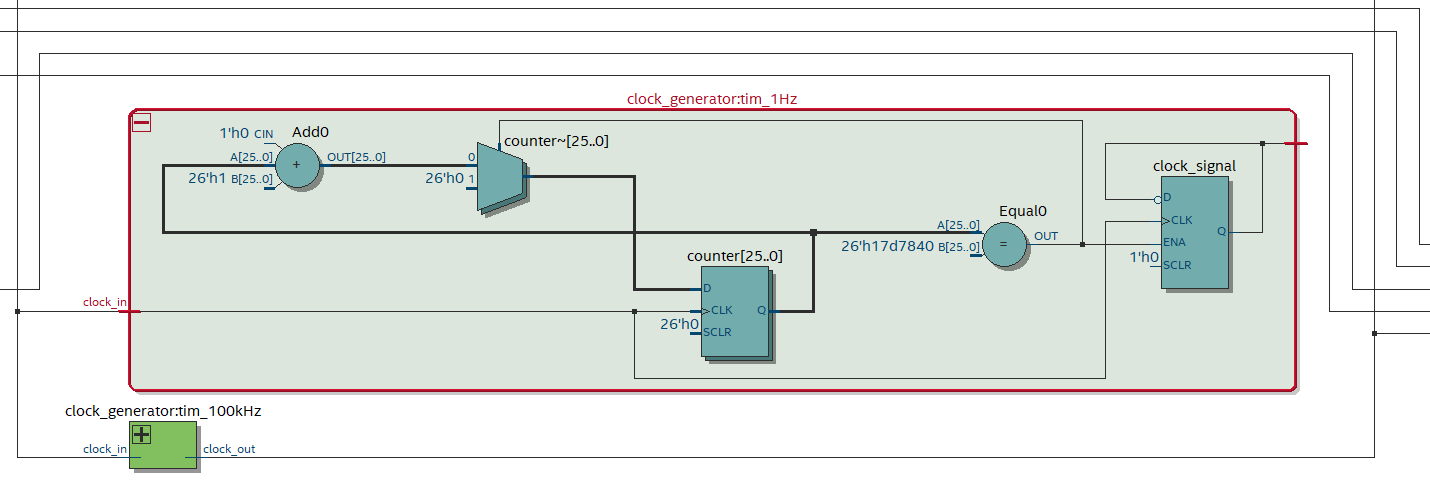 clock_generator:tim_1Hz
1'h0 CIN
Add0
A[25..0]
OUT[25..0]
26'h1 B[25..0]
counter~[25..0]
0
26'h0 1
clock_signal
D
CLK
ENA
Q
1'h0
SCLR
Equal0
A[25..0]
26'h17d7840 B[25..0]
=
OUT
+
counter[25..0]
D
CLK
Q
26'h0
SCLR
clock_in
clock_generator:tim_100kHz
clock_in
clock_out